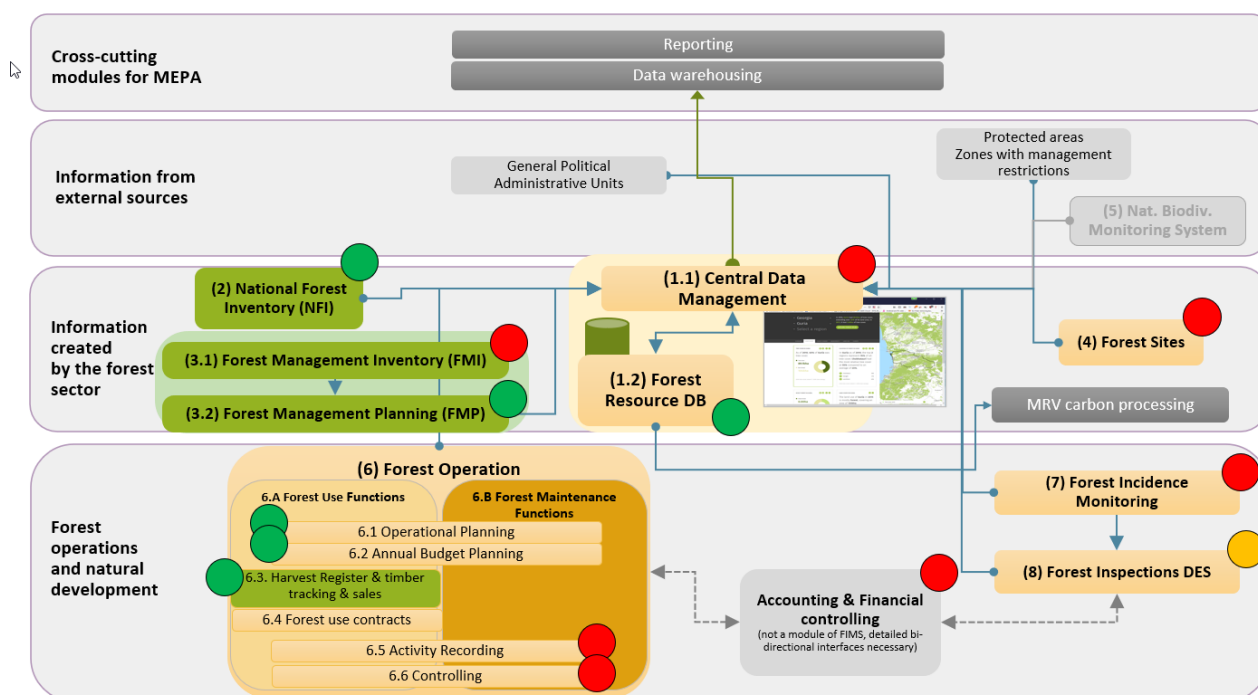 Cross-cutting
modules for MEPA
Reporting
Data warehousing
Information from
external sources
General Political
Administrative Units
Protected areas
Zones with management
restrictions
(5) Nat. Biodiv.
Monitoring System
Information
created
by the forest
sector
(2) National Forest
Inventory (NFI)
(3.1) Forest Management Inventory (FMI)
(3.2) Forest Management Planning (FMP)
(1.1) Central Data
Management
(1.2) Forest
Resource DB
(4) Forest Sites
MRV carbon processing
Forest
operations
and natural
development
(6) Forest Operation
6.A Forest Use Functions
6.B Forest Maintenance
Functions
6.1 Operational Planning
6.2 Annual Budget Planning
6.3. Harvest Register & timber
tracking & sales
6.4 Forest use contracts
6.5 Activity Recording
6.6 Controlling
Accounting & Financial
controlling
(not a module of FIMS, detailed bi-
directional interfaces necessary)
(7) Forest Incidence
Monitoring
(8) Forest Inspections DES